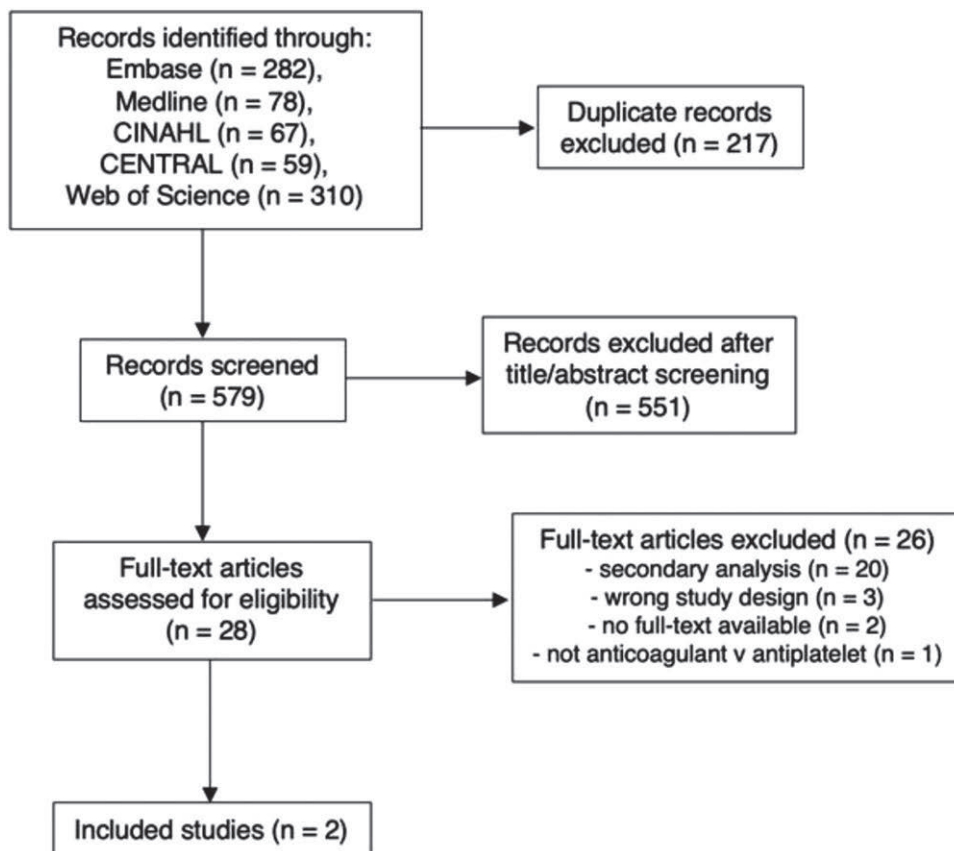 Records identified through:
Embase (n = 282),
Medline (n = 78),
CINAHL (n = 67),
CENTRAL (n = 59),
Web of Science (n = 310)
Duplicate records
excluded (n = 217)
Records screened
(n = 579)
Records excluded after
title/abstract screening
(n = 551)
Full-text articles
assessed for eligibility
(n = 28)
Full-text articles excluded (n = 26)
- secondary analysis (n = 20)
- wrong study design (n = 3)
- no full-text available (n = 2)
- not anticoagulant v antiplatelet (n = 1)
Included studies (n = 2)